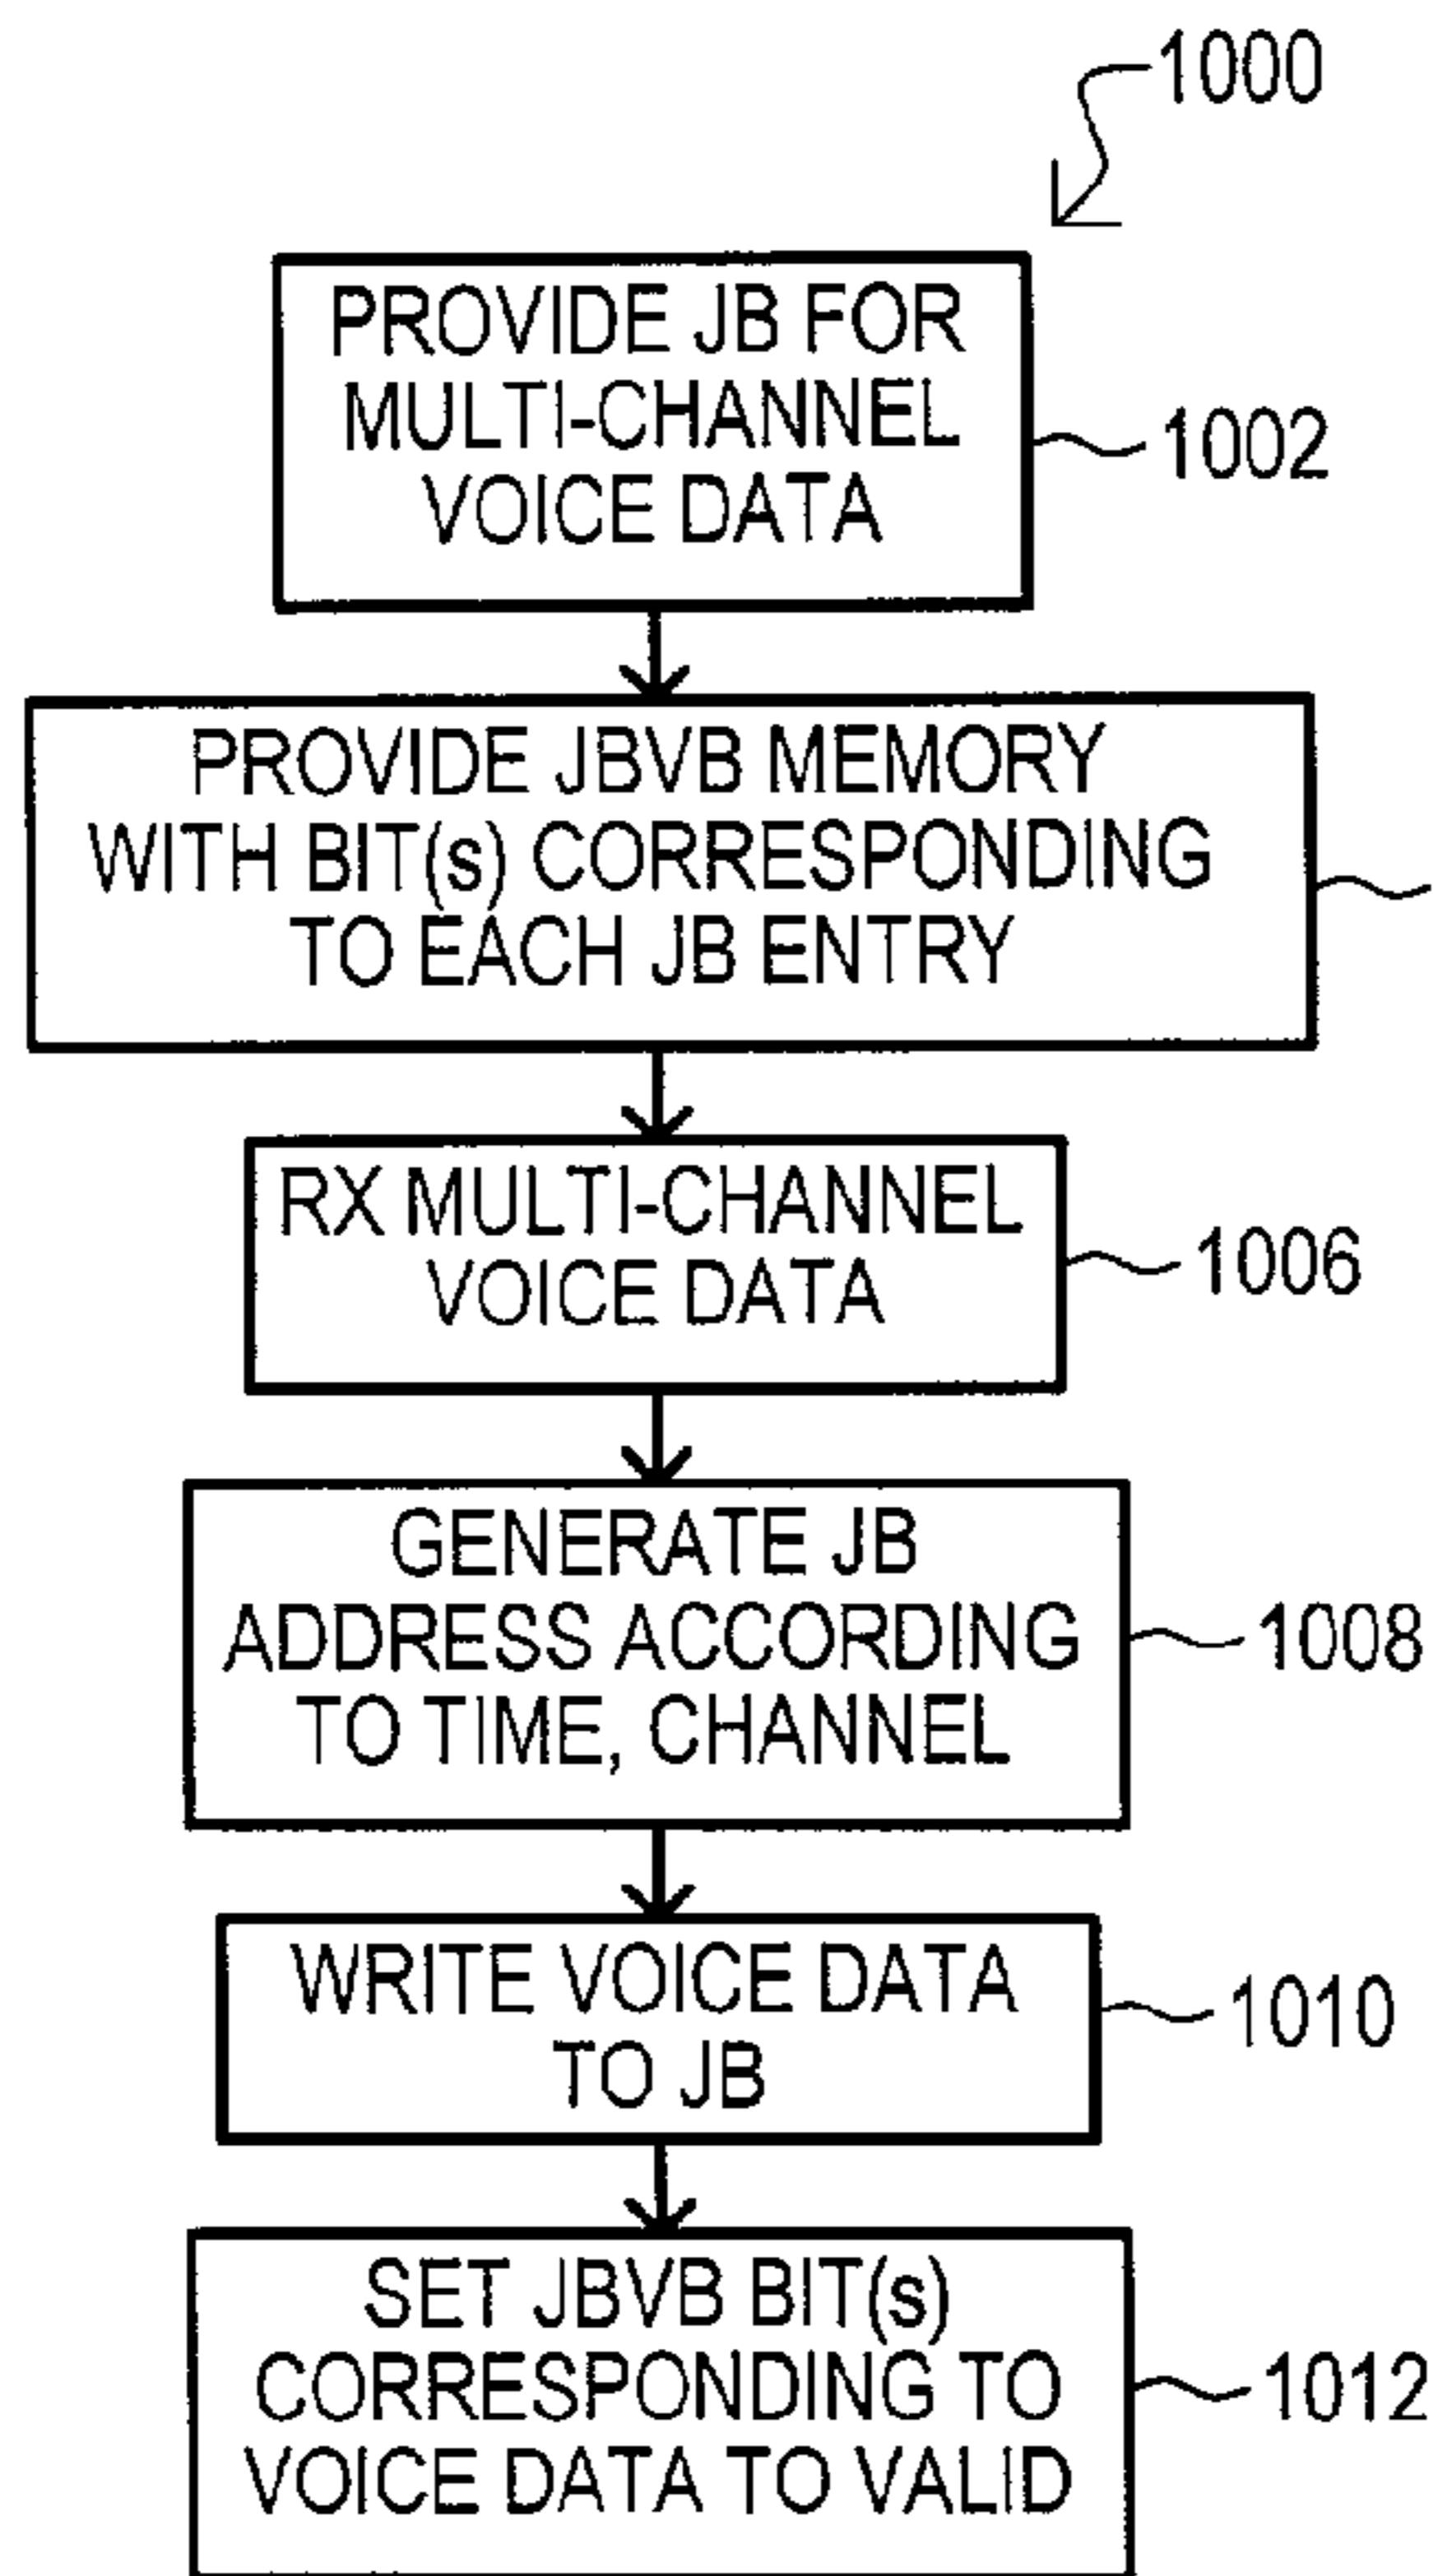 1000
PROVIDE JB FOR
MULTI-CHANNEL
VOICE DATA
1002
PROVIDE JBVB MEMORY
WITH BIT(s) CORRESPONDING
TO EACH JB ENTRY
RX MULTI-CHANNEL
VOICE DATA
1006
GENERATE JB
ADDRESS ACCORDING
TO TIME, CHANNEL
1008
WRITE VOICE DATA
TO JB
1010
SET JBVB BIT(s)
CORRESPONDING TO
VOICE DATA TO VALID
1012